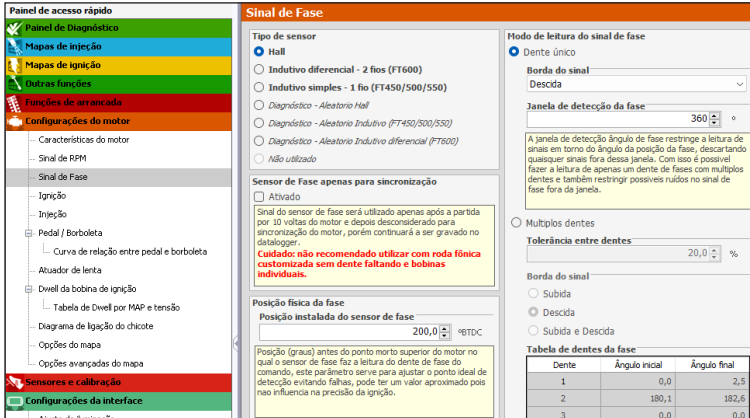 Painel de acesso rápido
Painel de Diagnóstico
Mapas de injeção
Mapas de ignição
Outras funções
Funções de arrancada
Configurações do motor
Características do motor
Sinal de RPM
Sinal de Fase
Ignição
Injeção
Pedal / Borboleta
Curva de relação entre pedal e borboleta
Atuador de lenta
Dwell da bobina de ignição
Tabela de Dwell por MAP e tensão
Diagrama de ligação do chicote
Opções do mapa
Opções avançadas do mapa
Sensores e calibração
Configurações da interface
Sinal de Fase
Tipo de sensor
Hall
Indutivo diferencial - 2 fios (FT600)
Indutivo simples - 1 fio (FT450/500/550)
Diagnóstico - Aleatorio Hall
Diagnóstico - Aleatorio Indutivo (FT450/500/550)
Diagnóstico - Aleatorio Indutivo diferencial (FT600)
Não utilizado
Sensor de Fase apenas para sincronização
Ativado
Sinal do sensor de fase será utilizado apenas após a partida
por 10 voltas do motor e depois desconsiderado para
sincronização do motor, porém continuará a ser gravado no
datalogger.
Cuidado: não recomendado utilizar com roda fônica
customizada sem dente faltando e bobinas
individuais.
Posição física da fase
Posição instalada do sensor de fase
200,0 ºBTDC
Posição (graus) antes do ponto morto superior do motor no
qual o sensor de fase faz a leitura do dente de fase do
comando, este parâmetro serve para ajustar o ponto ideal de
detecção evitando falhas, pode ter um valor aproximado pois
nao influencia na precisão da ignição.
Modo de leitura do sinal de fase
Dente único
Borda do sinal
Descida
Janela de detecção da fase
360 º
A janela de detecção ângulo de fase restringe a leitura de
sinais em torno do ângulo da posição da fase, descartando
quaisquer sinais fora dessa janela. Com isso é possivel
fazer a leitura de apenas um dente de fases com multiplos
dentes e também restringir possiveis ruídos no sinal de
fase fora da janela.
Multiplos dentes
Tolerância entre dentes
20,0 %
Borda do sinal
Subida
Descida
Subida e Descida
Tabela de dentes da fase
Dente Ângulo inicial Ângulo final
1 0,0 2,5
2 180,1 182,6
3 0,0 0,0